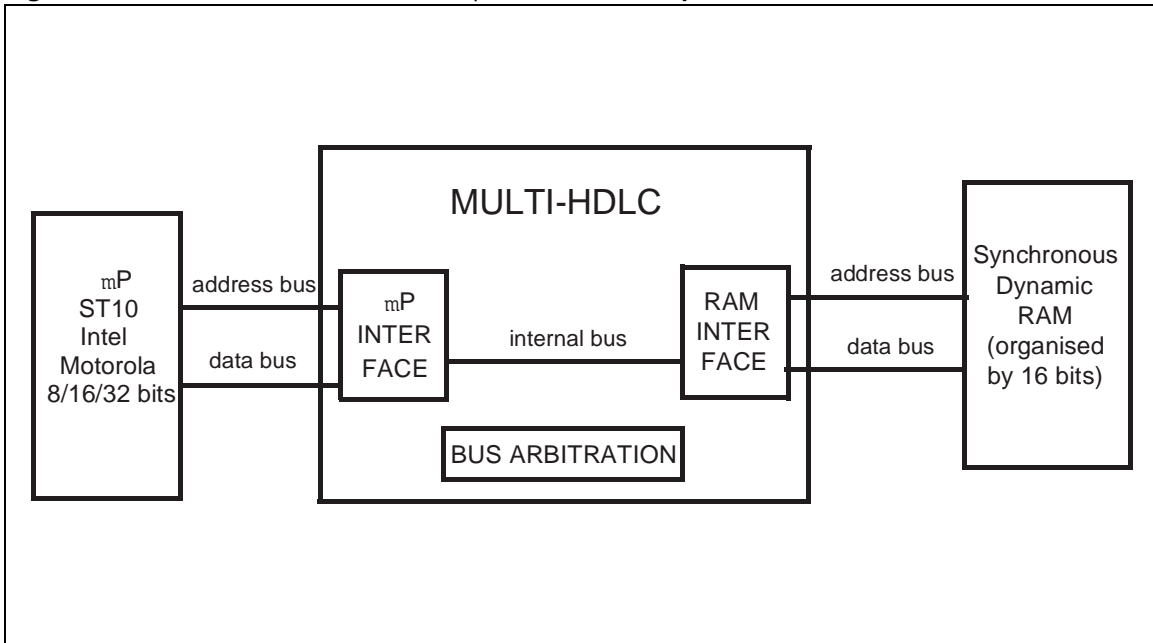 MULTI-HDLC
mP
ST10
Intel
Motorola
8/16/32 bits
address bus
data bus
mP
INTER
FACE
internal bus
RAM
INTER
FACE
BUS ARBITRATION
address bus
data bus
Synchronous
Dynamic
RAM
(organised
by 16 bits)